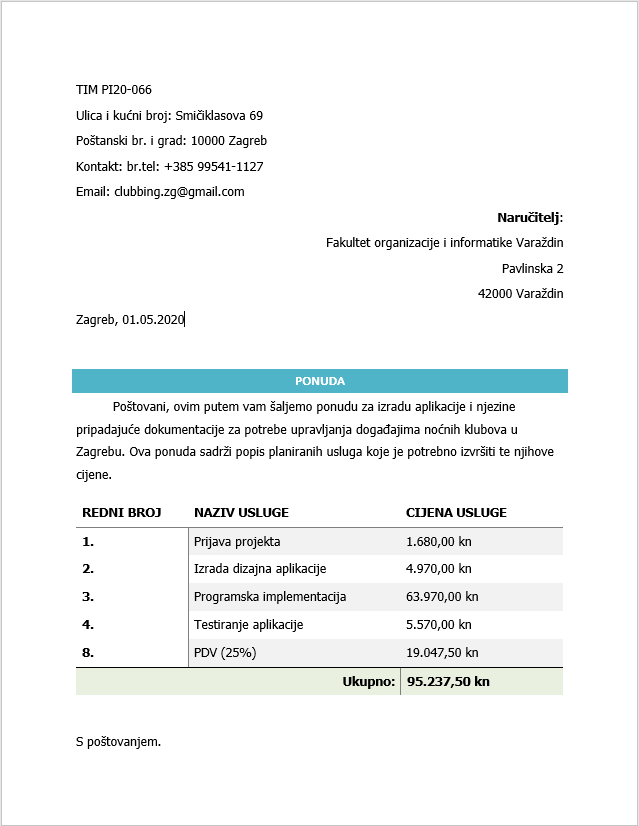 TIM PI20-066
Ulica i kućni broj: Smičiklasova 69
Poštanski br. i grad: 10000 Zagreb
Kontakt: br.tel: +385 99541-1127
Email: clubbing.zg@gmail.com
Naručitelj:
Fakultet organizacije i informatike Varaždin
Pavlinska 2
42000 Varaždin
Zagreb, 01.05.2020
PONUDA
Poštovani, ovim putem vam šaljemo ponudu za izradu aplikacije i njezine
pripadajuće dokumentacije za potrebe upravljanja događajima noćnih klubova u
Zagrebu. Ova ponuda sadrži popis planiranih usluga koje je potrebno izvršiti te njihove
cijene.
REDNI BROJ NAZIV USLUGE CIJENA USLUGE
1. Prijava projekta 1.680,00 kn
2. Izrada dizajna aplikacije 4.970,00 kn
3. Programska implementacija 63.970,00 kn
4. Testiranje aplikacije 5.570,00 kn
8. PDV (25%) 19.047,50 kn
Ukupno: 95.237,50 kn
S poštovanjem.